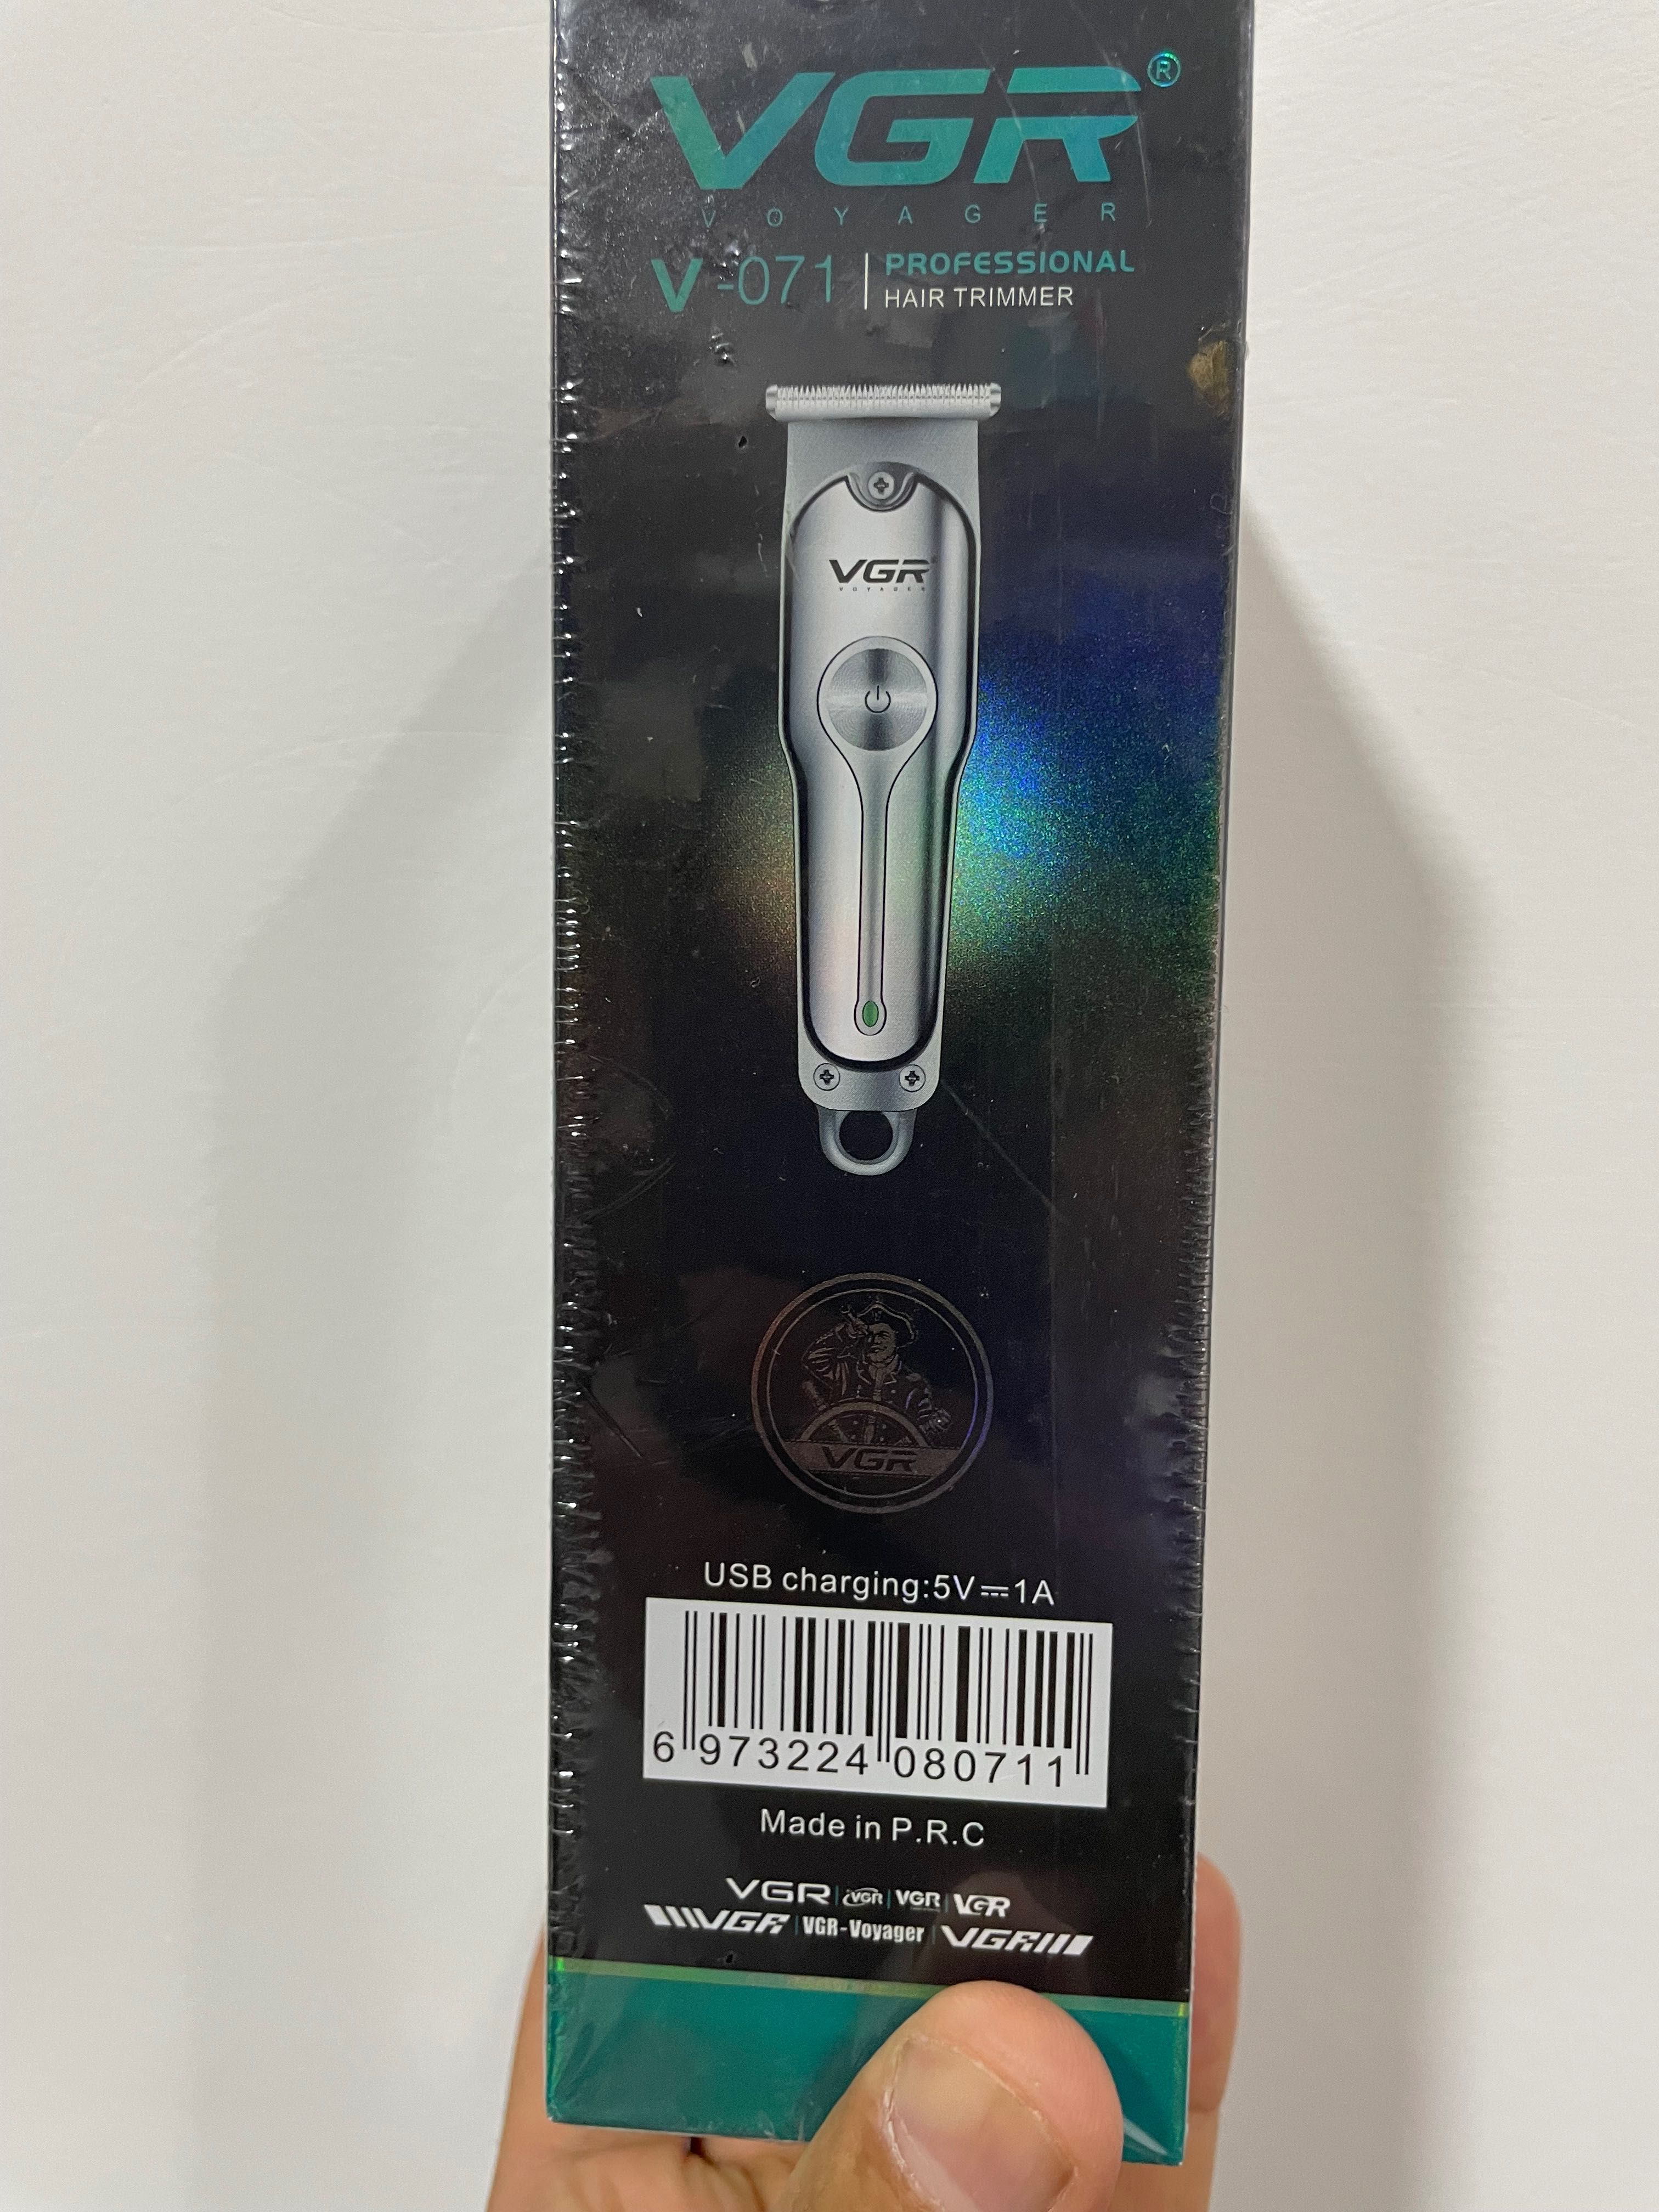 VGR®
VOYAGER
V-071 PROFESSIONAL
HAIR TRIMMER
VGR
VOYAGER
VGR
USB charging:5V⎓1A
6 973224 080711
Made in P.R.C
VGR VGR VGR VGR
VGR VGR-Voyager VGR